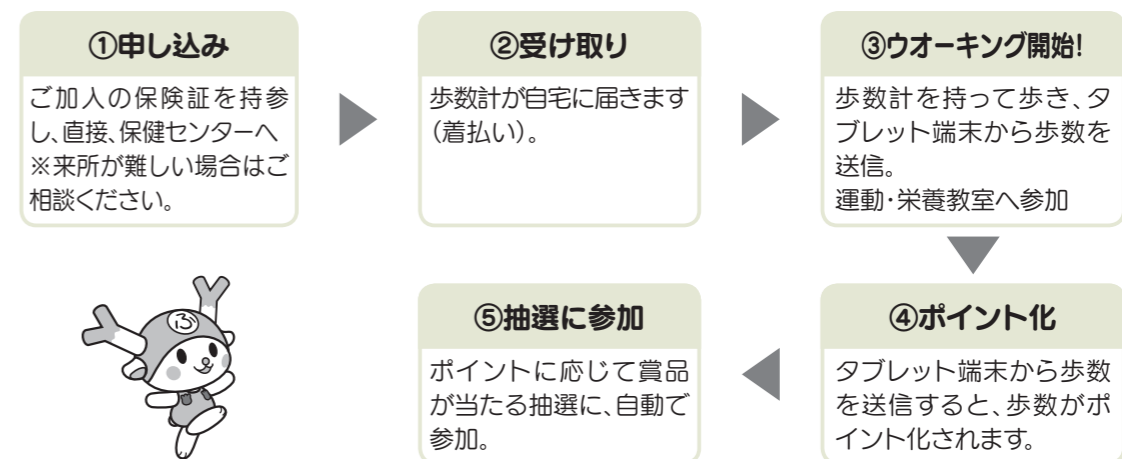 ①申し込み
ご加入の保険証を持参
し、直接、保健センターへ
※来所が難しい場合はご
相談ください。
②受け取り
歩数計が自宅に届きます
(着払い)。
③ウオーキング開始!
歩数計を持って歩き、タ
ブレット端末から歩数を
送信。
運動・栄養教室へ参加
④ポイント化
タブレット端末から歩数
を送信すると、歩数がポ
イント化されます。
⑤抽選に参加
ポイントに応じて賞品
が当たる抽選に、自動で
参加。
ふ